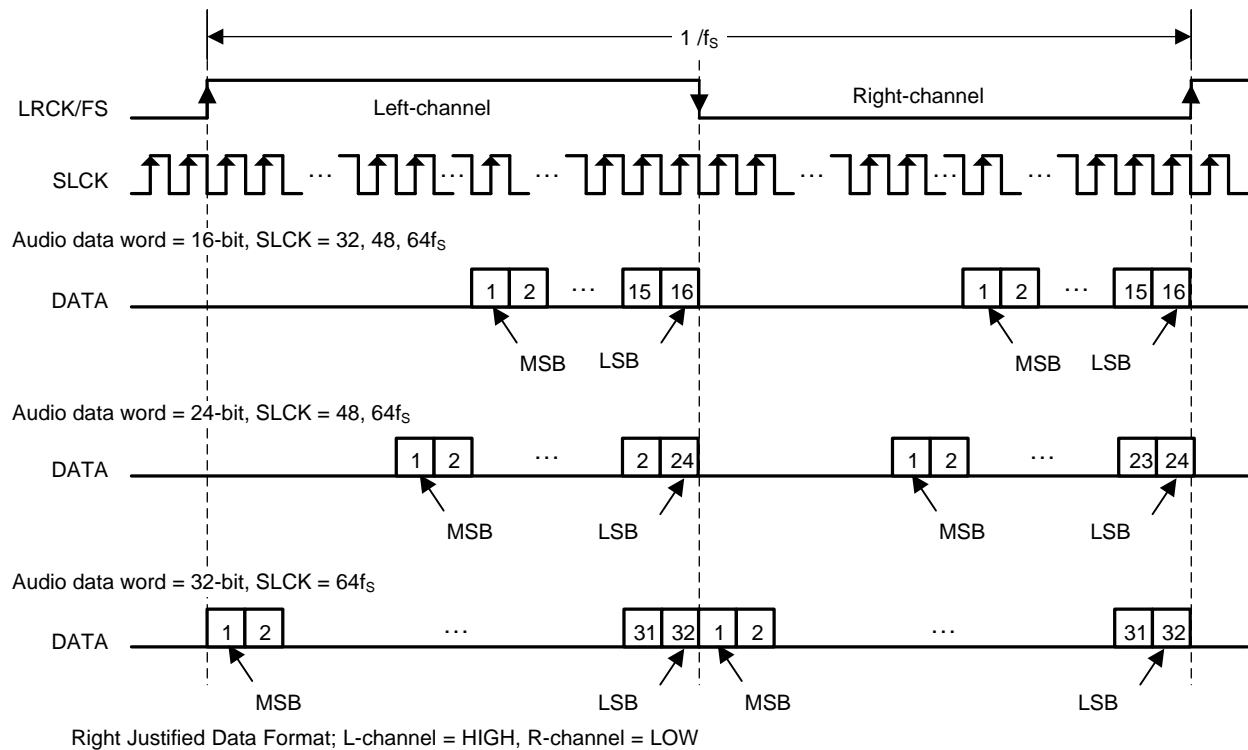 1 /fS
LRCK/FS
Left-channel
Right-channel
SLCK
... ... ... ... ... ...
Audio data word = 16-bit, SLCK = 32, 48, 64fS
DATA
1 2 ... 15 16 1 2 ... 15 16
MSB LSB MSB LSB
Audio data word = 24-bit, SLCK = 48, 64fS
DATA
1 2 ... 2 24 1 2 ... 23 24
MSB LSB MSB LSB
Audio data word = 32-bit, SLCK = 64fS
DATA
1 2 ... 31 32 1 2 ... 31 32
MSB LSB MSB LSB
Right Justified Data Format; L-channel = HIGH, R-channel = LOW